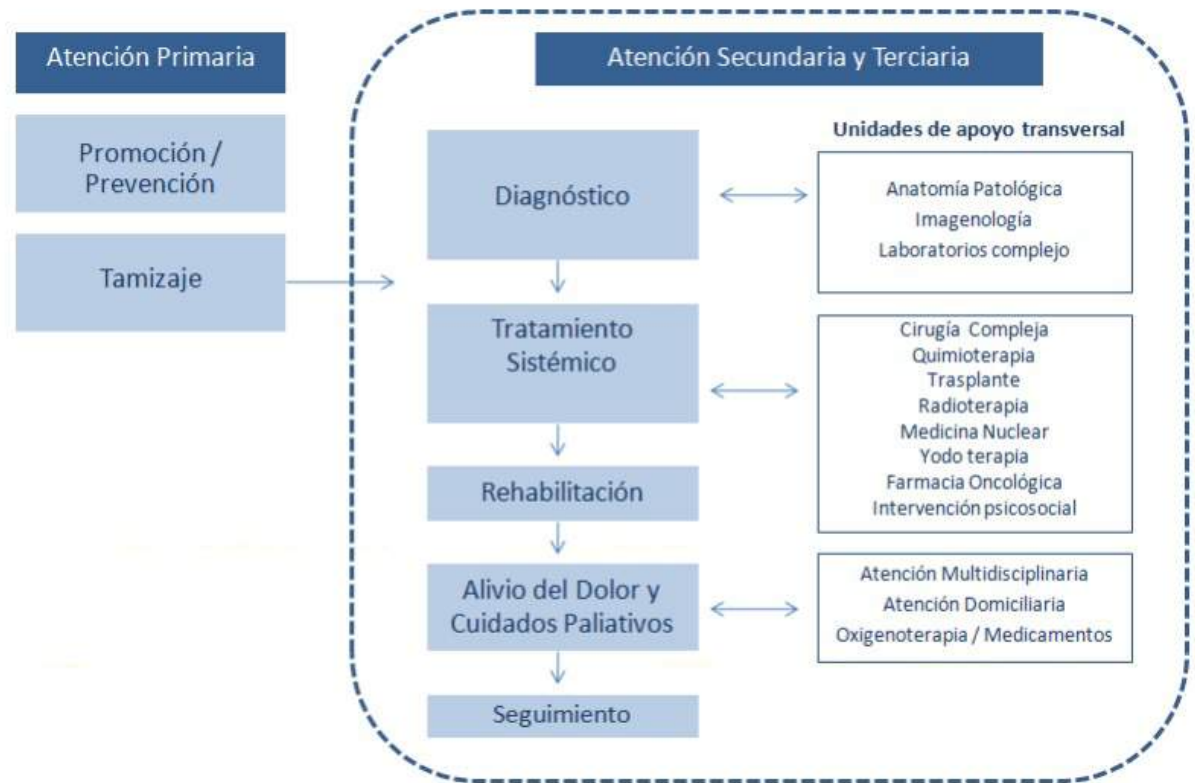 Atención Primaria
Promoción /
Prevención
Tamizaje
Atención Secundaria y Terciaria
Diagnóstico
Tratamiento
Sistémico
Rehabilitación
Alivio del Dolor y
Cuidados Paliativos
Seguimiento
Unidades de apoyo transversal
Anatomía Patológica
Imagenología
Laboratorios complejo
Cirugía Compleja
Quimioterapia
Trasplante
Radioterapia
Medicina Nuclear
Yodo terapia
Farmacia Oncológica
Intervención psicosocial
Atención Multidisciplinaria
Atención Domiciliaria
Oxigenoterapia / Medicamentos